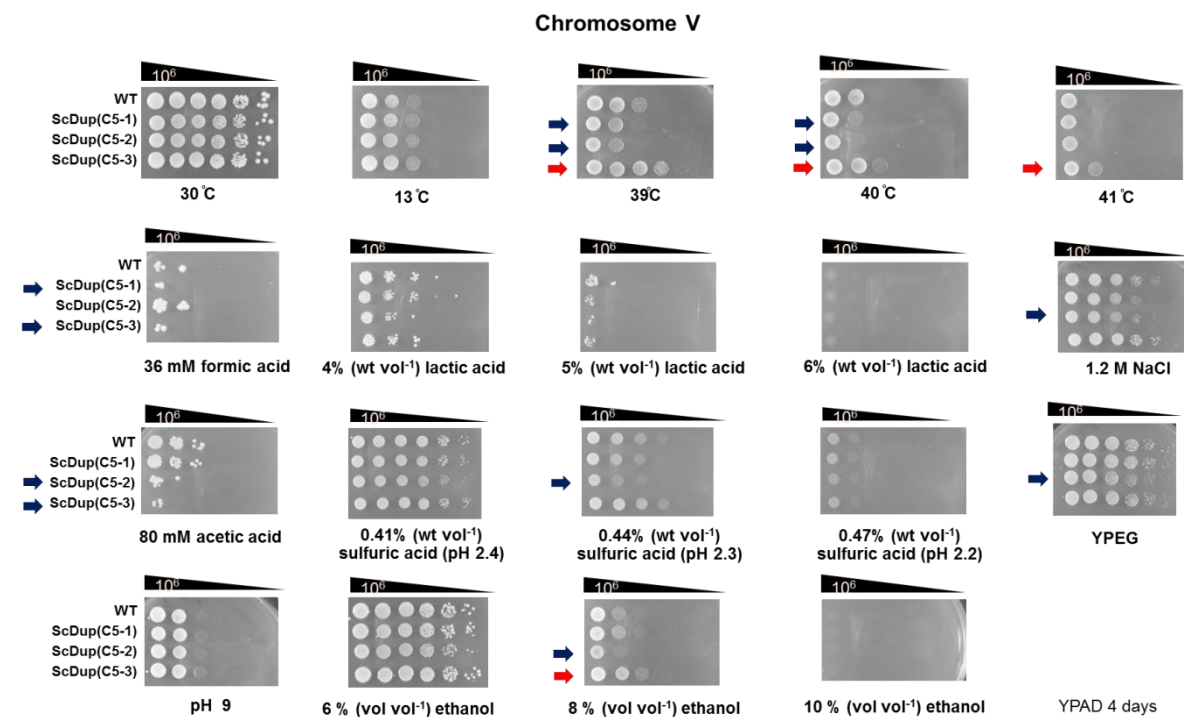 Chromosome V
10⁶ 10⁶ 10⁶ 10⁶ 10⁶
WT
ScDup(C5-1)
ScDup(C5-2)
ScDup(C5-3)
30°C 13°C 39°C 40°C 41°C
10⁶ 10⁶ 10⁶ 10⁶ 10⁶
WT
ScDup(C5-1)
ScDup(C5-2)
ScDup(C5-3)
36 mM formic acid 4% (wt vol⁻¹) lactic acid 5% (wt vol⁻¹) lactic acid 6% (wt vol⁻¹) lactic acid 1.2 M NaCl
10⁶ 10⁶ 10⁶ 10⁶ 10⁶
WT
ScDup(C5-1)
ScDup(C5-2)
ScDup(C5-3)
80 mM acetic acid 0.41% (wt vol⁻¹) 0.44% (wt vol⁻¹) 0.47% (wt vol⁻¹) YPEG
sulfuric acid (pH 2.4) sulfuric acid (pH 2.3) sulfuric acid (pH 2.2)
10⁶ 10⁶ 10⁶ 10⁶
WT
ScDup(C5-1)
ScDup(C5-2)
ScDup(C5-3)
pH 9 6 % (vol vol⁻¹) ethanol 8 % (vol vol⁻¹) ethanol 10 % (vol vol⁻¹) ethanol YPAD 4 days